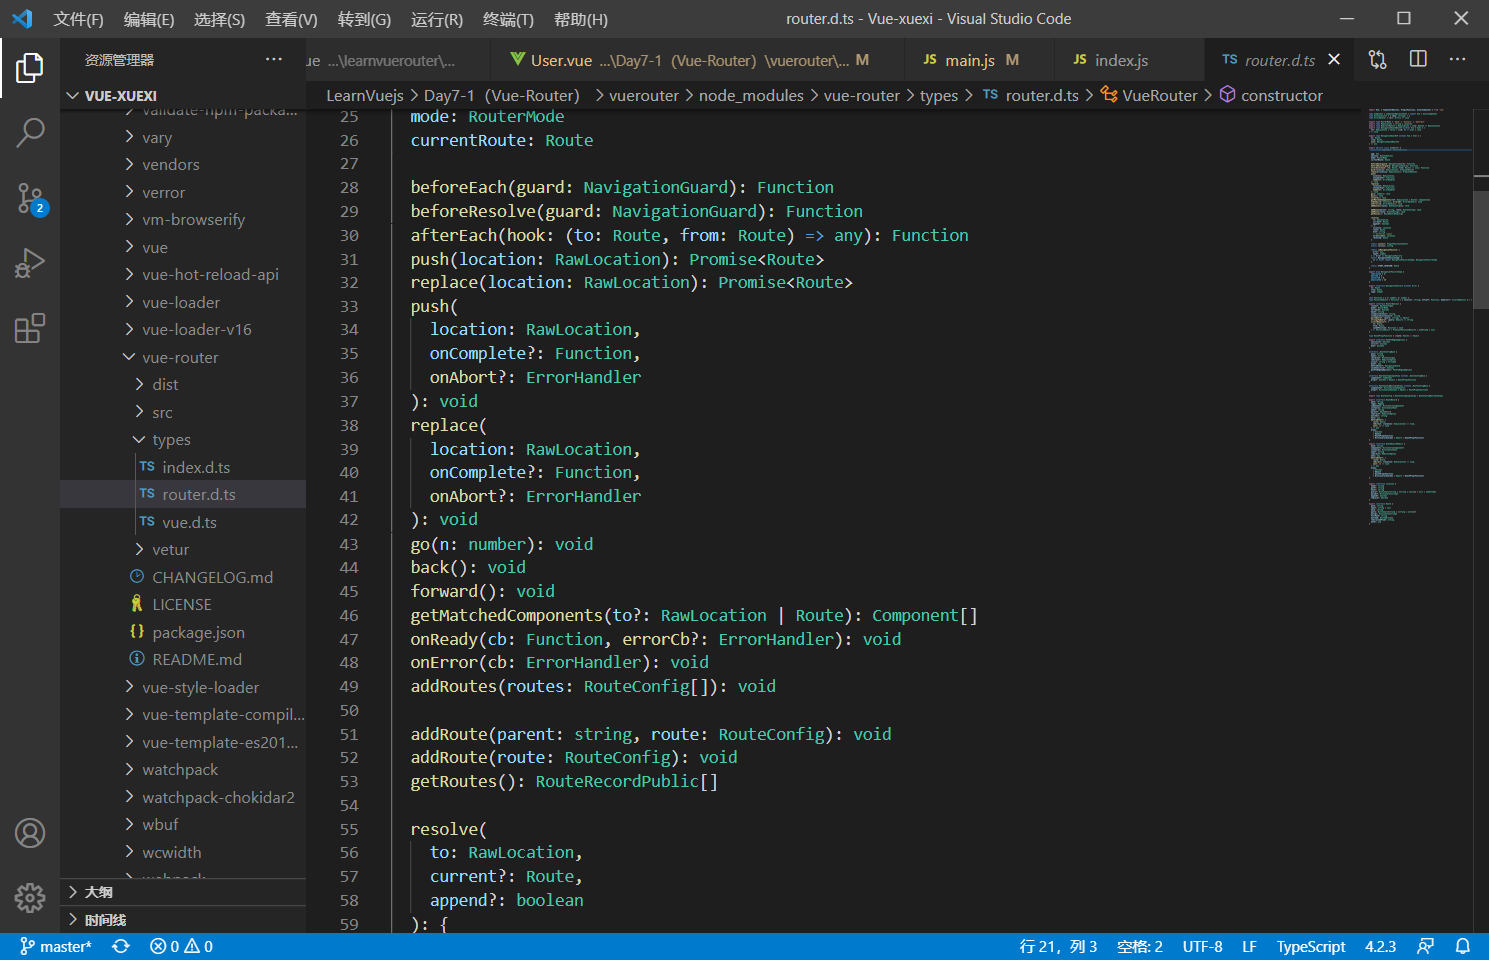 文件(F) 编辑(E) 选择(S) 查看(V) 转到(G) 运行(R) 终端(T) 帮助(H) router.d.ts - Vue-xuexi - Visual Studio Code
资源管理器 ··· ue ...\learnvuerouter\... User.vue ...\Day7-1 (Vue-Router) \vuerouter\... M JS main.js M JS index.js TS router.d.ts
VUE-XUEXI
LearnVuejs > Day7-1 (Vue-Router) > vuerouter > node_modules > vue-router > types > TS router.d.ts > VueRouter > constructor
validate-npm-packa...
vary
vendors
verror
vm-browserify
vue
vue-hot-reload-api
vue-loader
vue-loader-v16
vue-router
dist
src
types
TS index.d.ts
TS router.d.ts
TS vue.d.ts
vetur
CHANGELOG.md
LICENSE
{} package.json
README.md
vue-style-loader
vue-template-compil...
vue-template-es201...
watchpack
watchpack-chokidar2
wbuf
wcwidth
webpack
大纲
时间线
2
25 mode: RouterMode
26 currentRoute: Route
27
28 beforeEach(guard: NavigationGuard): Function
29 beforeResolve(guard: NavigationGuard): Function
30 afterEach(hook: (to: Route, from: Route) => any): Function
31 push(location: RawLocation): Promise<Route>
32 replace(location: RawLocation): Promise<Route>
33 push(
34 location: RawLocation,
35 onComplete?: Function,
36 onAbort?: ErrorHandler
37 ): void
38 replace(
39 location: RawLocation,
40 onComplete?: Function,
41 onAbort?: ErrorHandler
42 ): void
43 go(n: number): void
44 back(): void
45 forward(): void
46 getMatchedComponents(to?: RawLocation | Route): Component[]
47 onReady(cb: Function, errorCb?: ErrorHandler): void
48 onError(cb: ErrorHandler): void
49 addRoutes(routes: RouteConfig[]): void
50
51 addRoute(parent: string, route: RouteConfig): void
52 addRoute(route: RouteConfig): void
53 getRoutes(): RouteRecordPublic[]
54
55 resolve(
56 to: RawLocation,
57 current?: Route,
58 append?: boolean
59 ): {
master* 0 0 行 21，列 3 空格: 2 UTF-8 LF TypeScript 4.2.3